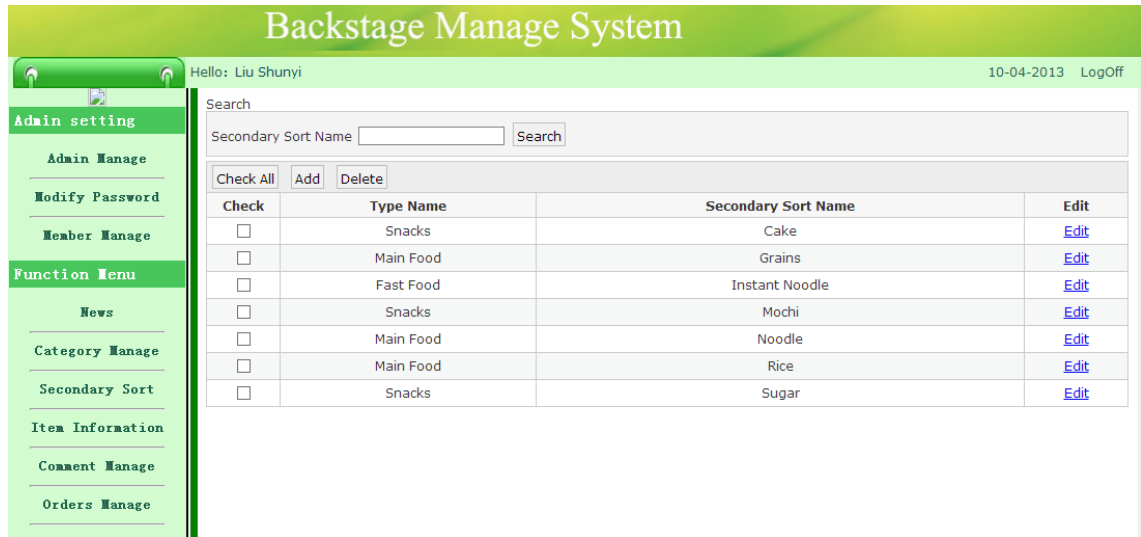 Backstage Manage System
Hello: Liu Shunyi 10-04-2013 LogOff
Admin setting
Admin Manage
Modify Password
Member Manage
Function Menu
News
Category Manage
Secondary Sort
Item Information
Comment Manage
Orders Manage
Search
Secondary Sort Name Search
Check All Add Delete
Check Type Name Secondary Sort Name Edit
Snacks Cake Edit
Main Food Grains Edit
Fast Food Instant Noodle Edit
Snacks Mochi Edit
Main Food Noodle Edit
Main Food Rice Edit
Snacks Sugar Edit